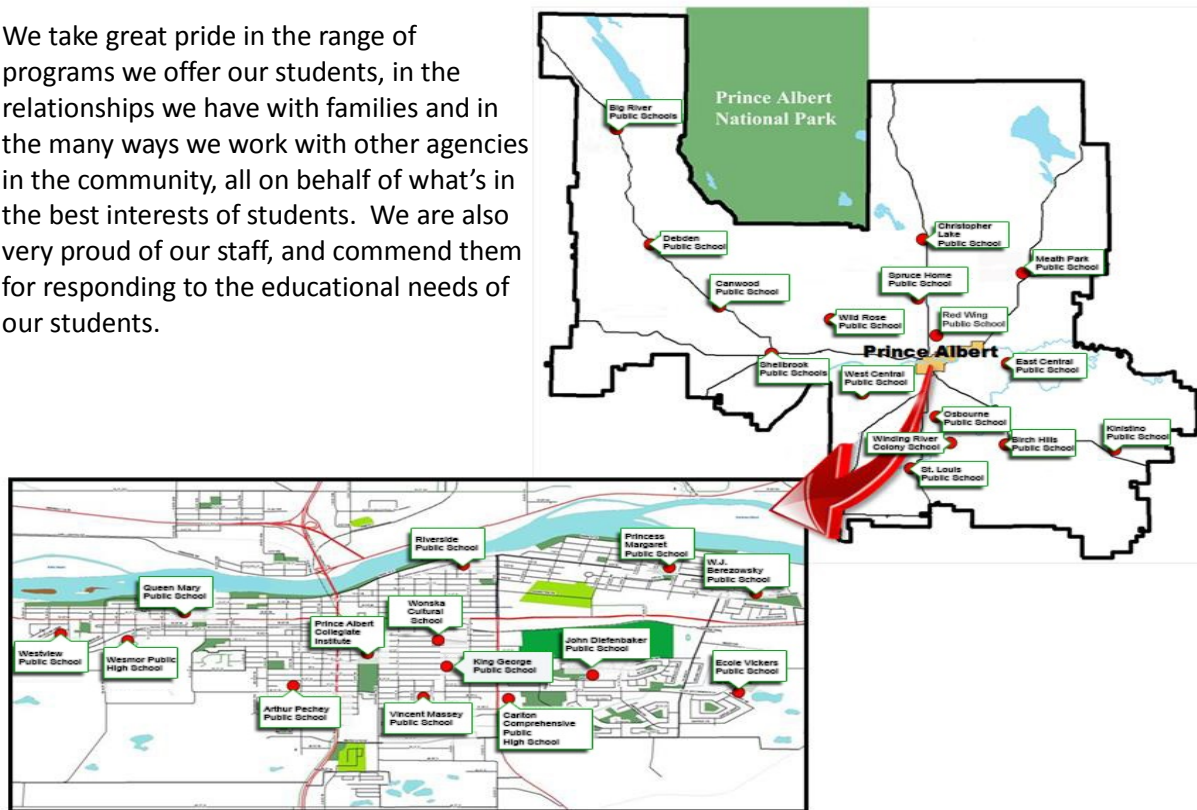 We take great pride in the range of
programs we offer our students, in the
relationships we have with families and in
the many ways we work with other agencies
in the community, all on behalf of what’s in
the best interests of students.  We are also
very proud of our staff, and commend them
for responding to the educational needs of
our students.
Prince Albert
National Park
Big River
Public Schools
Debden
Public School
Canwood
Public School
Christopher
Lake
Public School
Meath Park
Public School
Spruce Home
Public School
Wild Rose
Public School
Red Wing
Public School
Prince Albert
Shellbrook
Public Schools
West Central
Public School
East Central
Public School
Osbourne
Public School
Winding River
Colony School
Birch Hills
Public School
Kinistino
Public School
St. Louis
Public School
Riverside
Public School
Princess
Margaret
Public School
W.J.
Berezowsky
Public School
Queen Mary
Public School
Wonska
Cultural
School
Prince Albert
Collegiate
Institute
Westview
Public School
Wesmor Public
High School
King George
Public School
John Diefenbaker
Public School
Ecole Vickers
Public School
Arthur Pechey
Public School
Vincent Massey
Public School
Carlton
Comprehensive
Public
High School